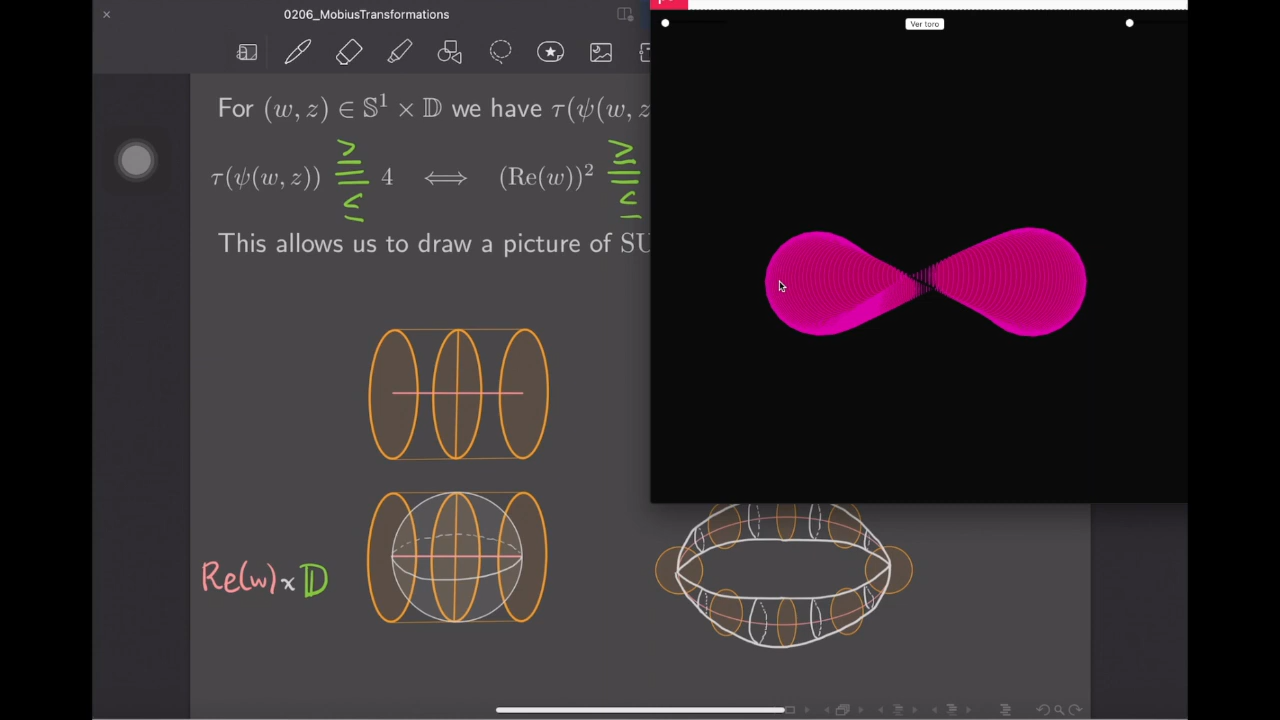 0206_MobiusTransformations
Ver toro
For (w, z) ∈ 𝕊¹ × 𝔻 we have τ(ψ(w, z
τ(ψ(w, z)) ≥ = ≤ 4 ⟺ (Re(w))² ≥ = ≤
This allows us to draw a picture of SU
Re(w) × 𝔻